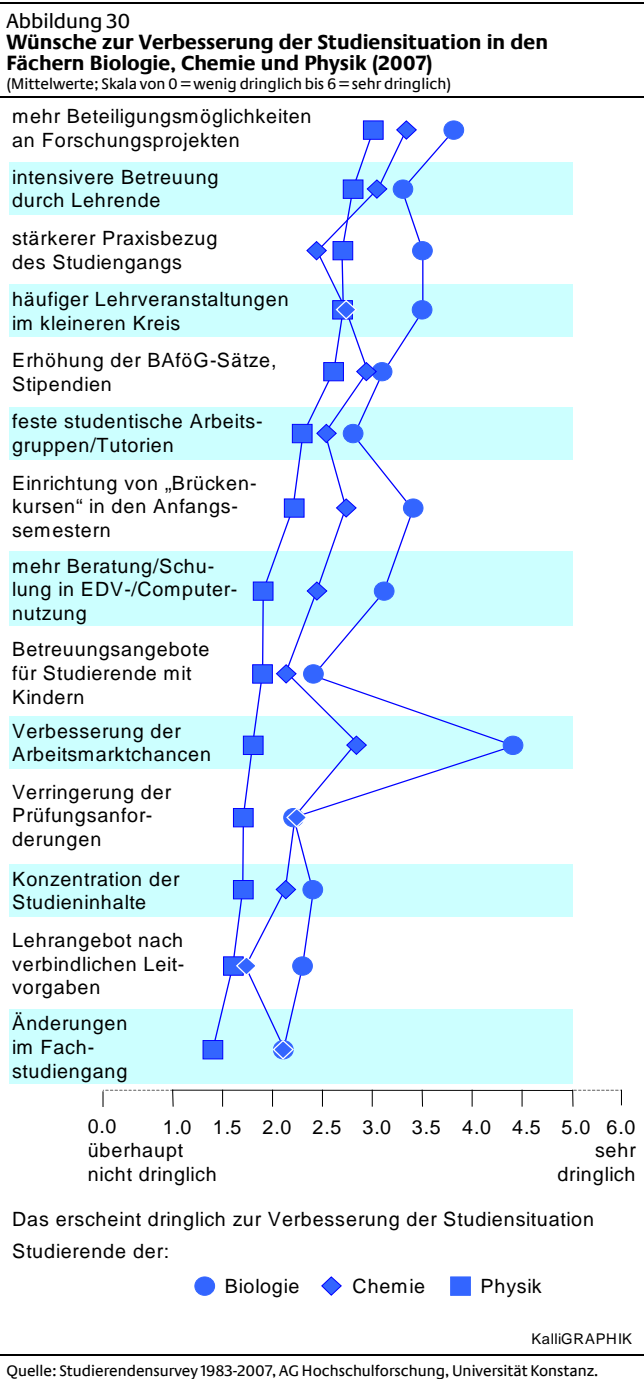 Abbildung 30
Wünsche zur Verbesserung der Studiensituation in den
Fächern Biologie, Chemie und Physik (2007)
(Mittelwerte; Skala von 0 = wenig dringlich bis 6 = sehr dringlich)
mehr Beteiligungsmöglichkeiten
an Forschungsprojekten
intensivere Betreuung
durch Lehrende
stärkerer Praxisbezug
des Studiengangs
häufiger Lehrveranstaltungen
im kleineren Kreis
Erhöhung der BAföG-Sätze,
Stipendien
feste studentische Arbeits-
gruppen/Tutorien
Einrichtung von „Brücken-
kursen“ in den Anfangs-
semestern
mehr Beratung/Schu-
lung in EDV-/Computer-
nutzung
Betreuungsangebote
für Studierende mit
Kindern
Verbesserung der
Arbeitsmarktchancen
Verringerung der
Prüfungsanfor-
derungen
Konzentration der
Studieninhalte
Lehrangebot nach
verbindlichen Leit-
vorgaben
Änderungen
im Fach-
studiengang
0.0 1.0 1.5 2.0 2.5 3.0 3.5 4.0 4.5 5.0 6.0
überhaupt sehr
nicht dringlich dringlich
Das erscheint dringlich zur Verbesserung der Studiensituation
Studierende der:
Biologie Chemie Physik
KalliGRAPHIK
Quelle: Studierendensurvey 1983-2007, AG Hochschulforschung, Universität Konstanz.